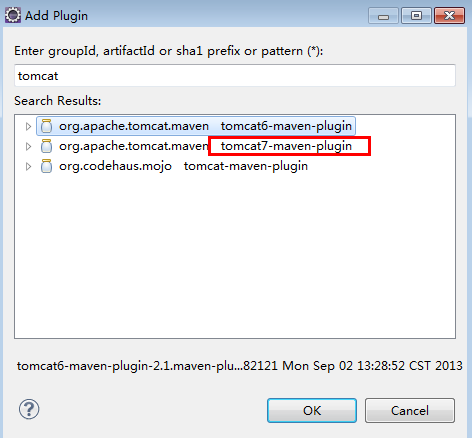 Add Plugin
Enter groupId, artifactId or sha1 prefix or pattern (*):
tomcat
Search Results:
org.apache.tomcat.maven tomcat6-maven-plugin
org.apache.tomcat.maven tomcat7-maven-plugin
org.codehaus.mojo tomcat-maven-plugin
tomcat6-maven-plugin-2.1.maven-plu...82121 Mon Sep 02 13:28:52 CST 2013
?
OK Cancel